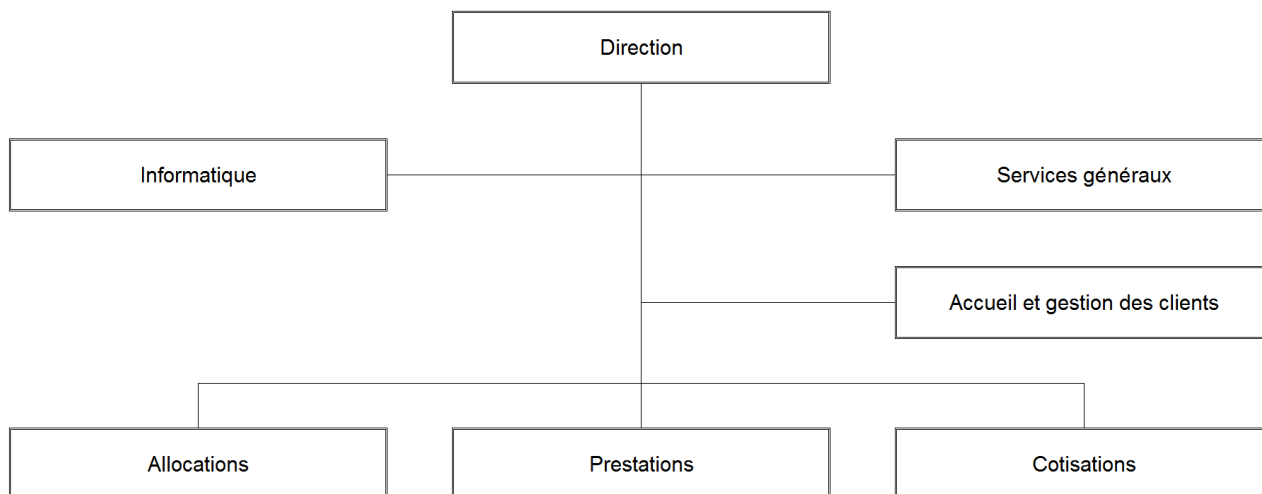 Direction
Informatique
Services généraux
Accueil et gestion des clients
Allocations
Prestations
Cotisations